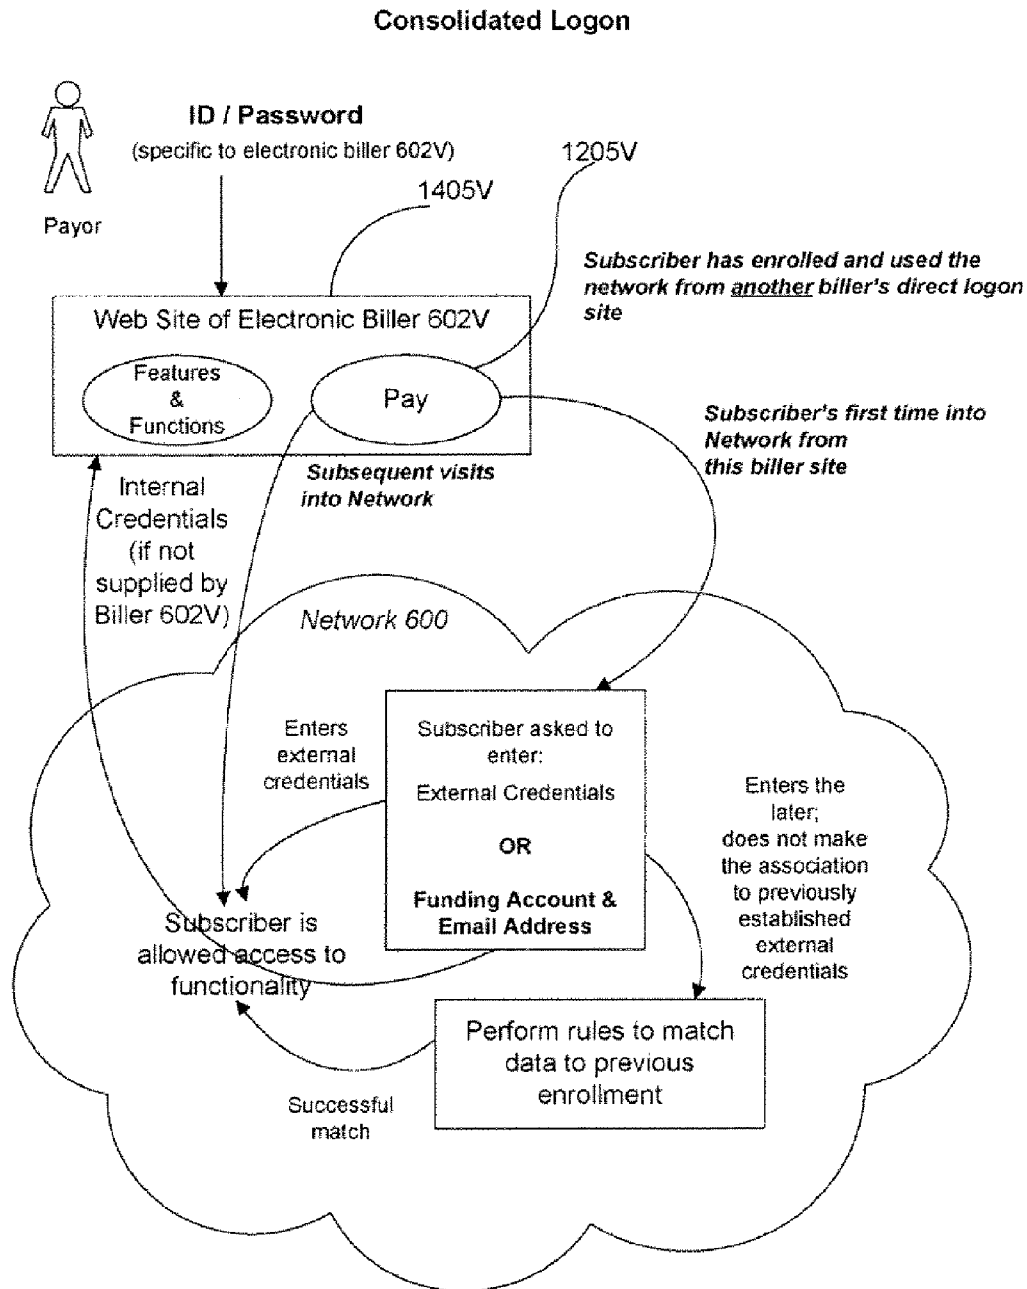 Consolidated Logon
ID / Password
(specific to electronic biller 602V)
1205V
1405V
Payor
Subscriber has enrolled and used the
network from another biller's direct logon
site
Web Site of Electronic Biller 602V
Features
&
Functions
Pay
Subscriber's first time into
Network from
this biller site
Subsequent visits
into Network
Internal
Credentials
(if not
supplied by
Biller 602V)
Network 600
Enters
external
credentials
Subscriber asked to
enter:
External Credentials
OR
Funding Account &
Email Address
Enters the
later;
does not make
the association
to previously
established
external
credentials
Subscriber is
allowed access to
functionality
Perform rules to match
data to previous
enrollment
Successful
match